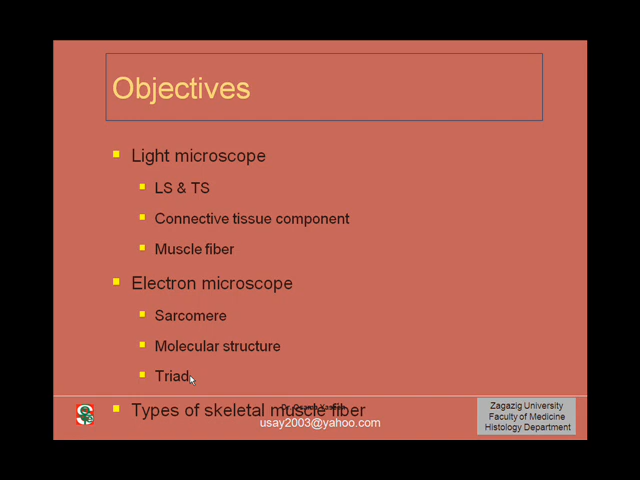 Objectives
Light microscope
LS & TS
Connective tissue component
Muscle fiber
Electron microscope
Sarcomere
Molecular structure
Triad
Types of skeletal muscle fiber
Dr.
usay2003@yahoo.com
Zagazig University
Faculty of Medicine
Histology Department